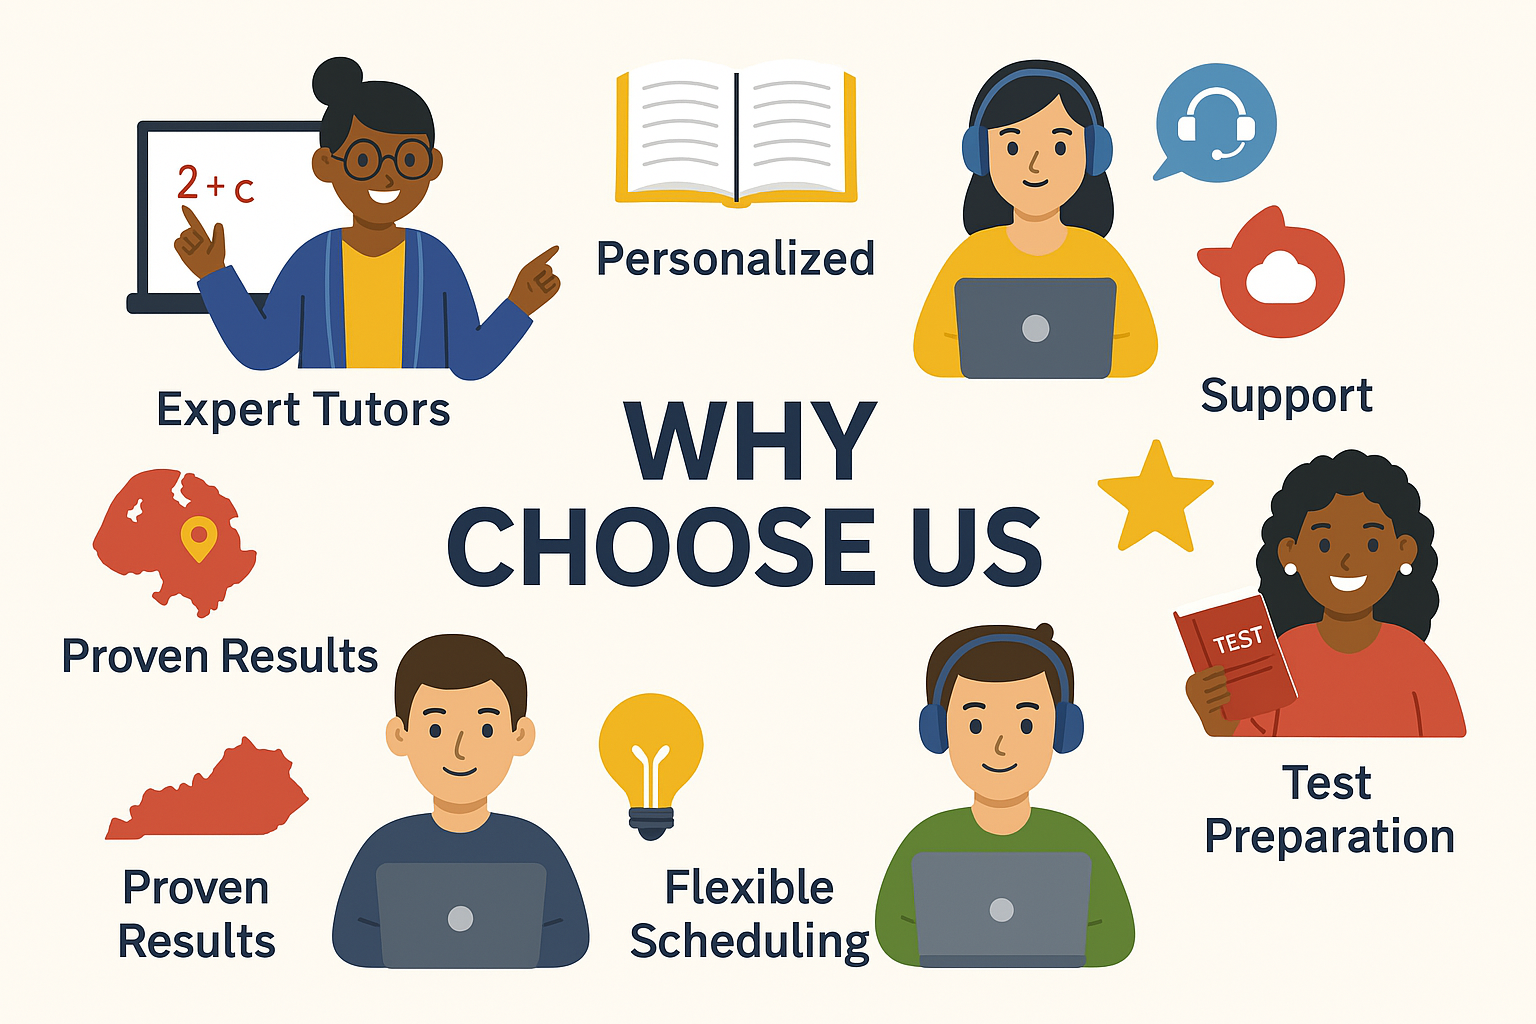 2 + c
Personalized
Expert Tutors
Support
WHY
CHOOSE US
Proven Results
TEST
Test
Preparation
Proven
Results
Flexible
Scheduling